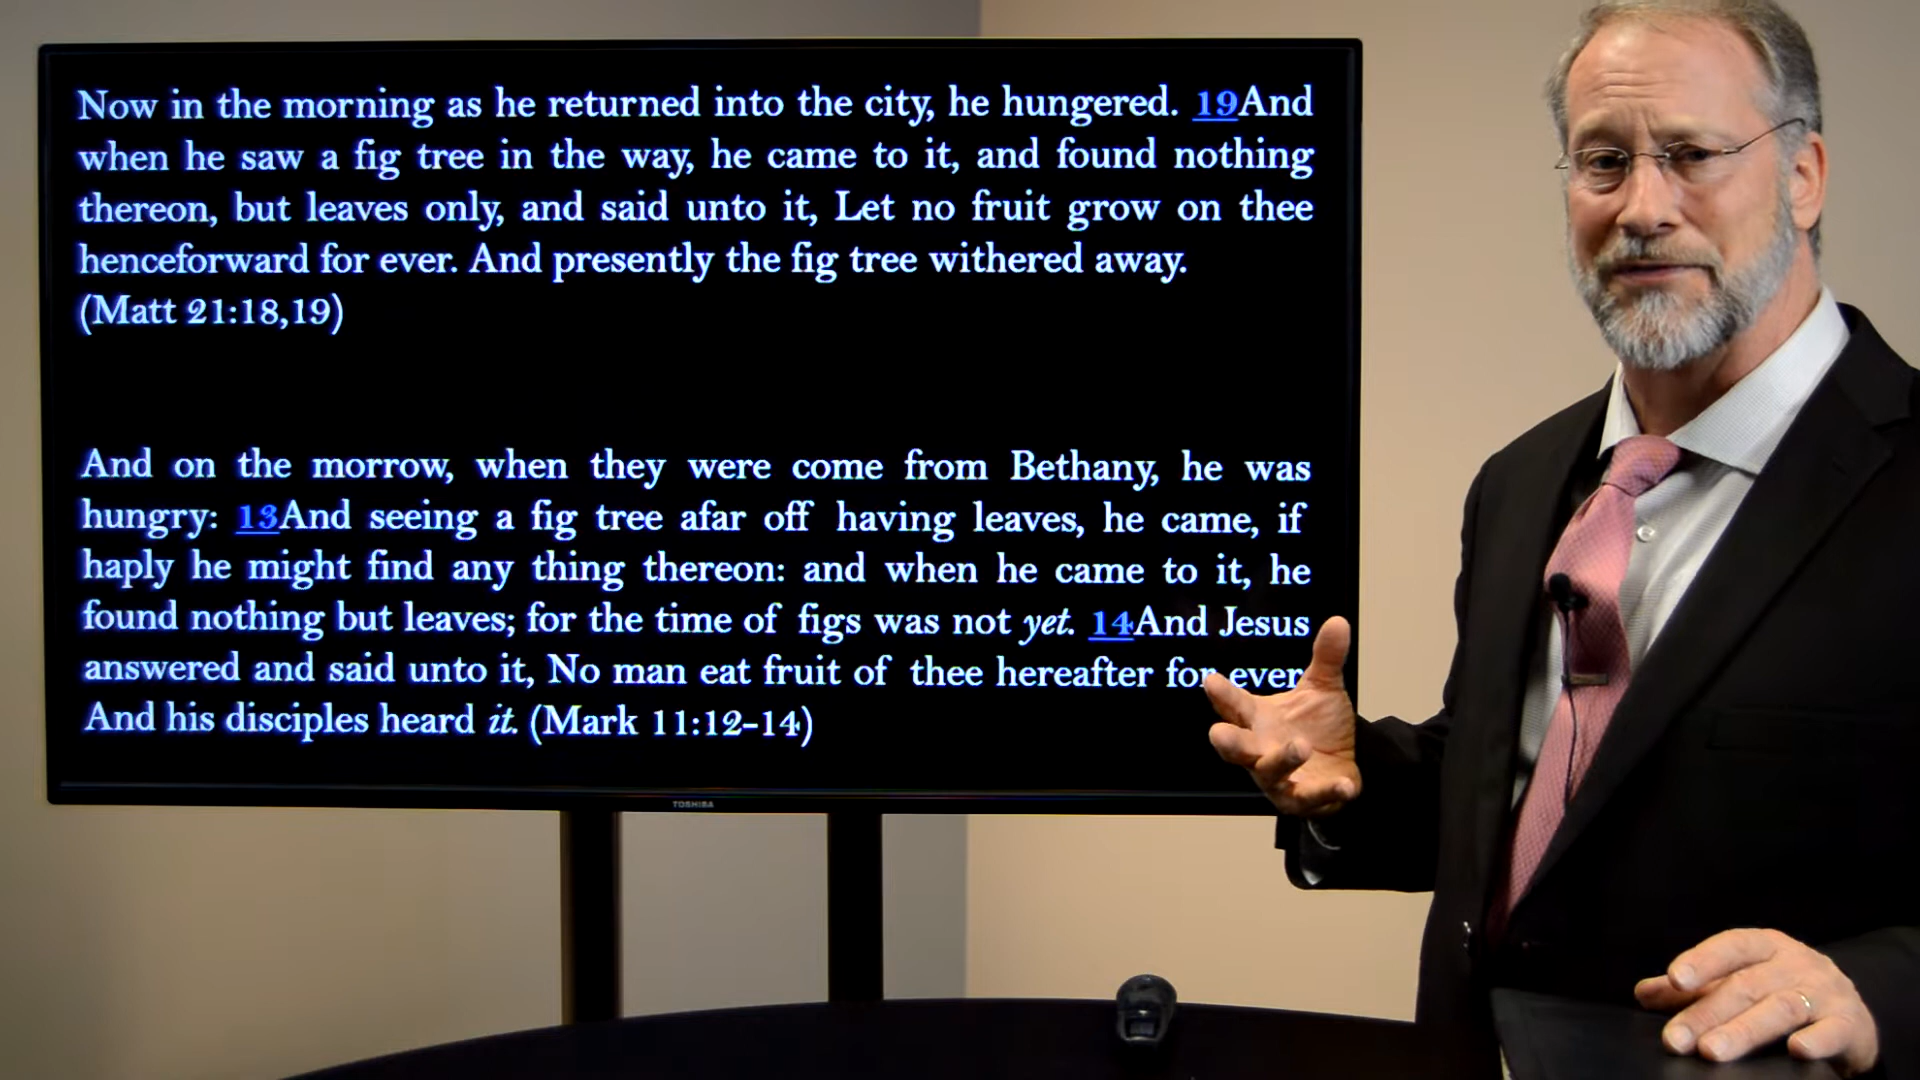 Now in the morning as he returned into the city, he hungered. 19And
when he saw a fig tree in the way, he came to it, and found nothing
thereon, but leaves only, and said unto it, Let no fruit grow on thee
henceforward for ever. And presently the fig tree withered away.
(Matt 21:18,19)
And on the morrow, when they were come from Bethany, he was
hungry: 13And seeing a fig tree afar off having leaves, he came, if
haply he might find any thing thereon: and when he came to it, he
found nothing but leaves; for the time of figs was not yet. 14And Jesus
answered and said unto it, No man eat fruit of thee hereafter for ever
And his disciples heard it. (Mark 11:12-14)
TOSHIBA